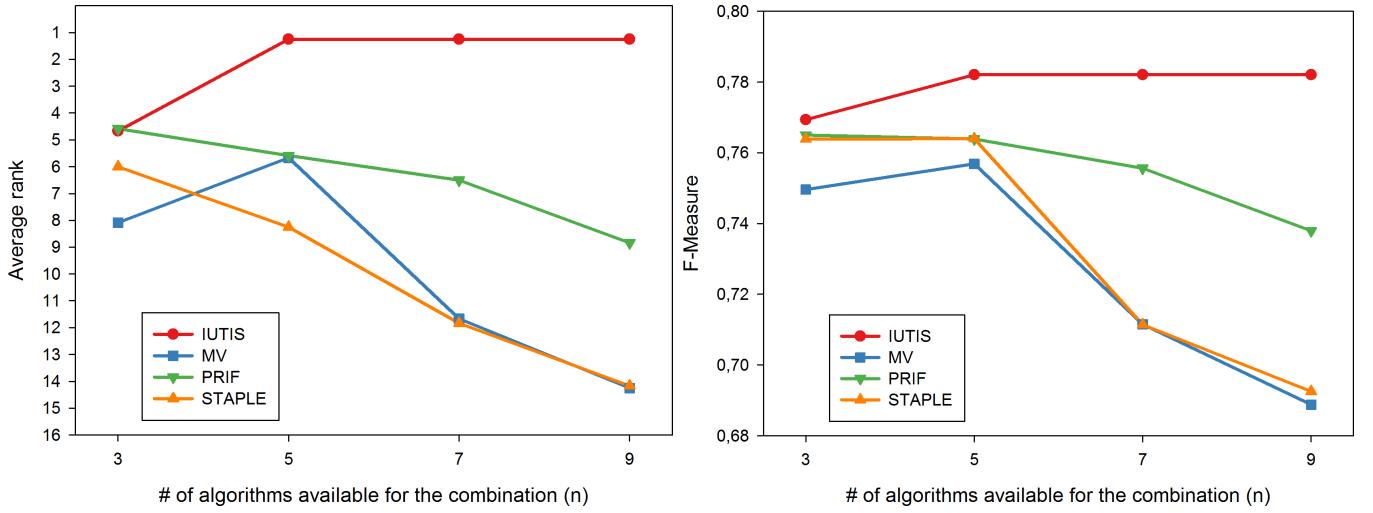 Average rank
1
2
3
4
5
6
7
8
9
10
11
12
13
14
15
16
IUTIS
MV
PRIF
STAPLE
3 5 7 9
# of algorithms available for the combination (n)
F-Measure
0,80
0,78
0,76
0,74
0,72
0,70
0,68
IUTIS
MV
PRIF
STAPLE
3 5 7 9
# of algorithms available for the combination (n)